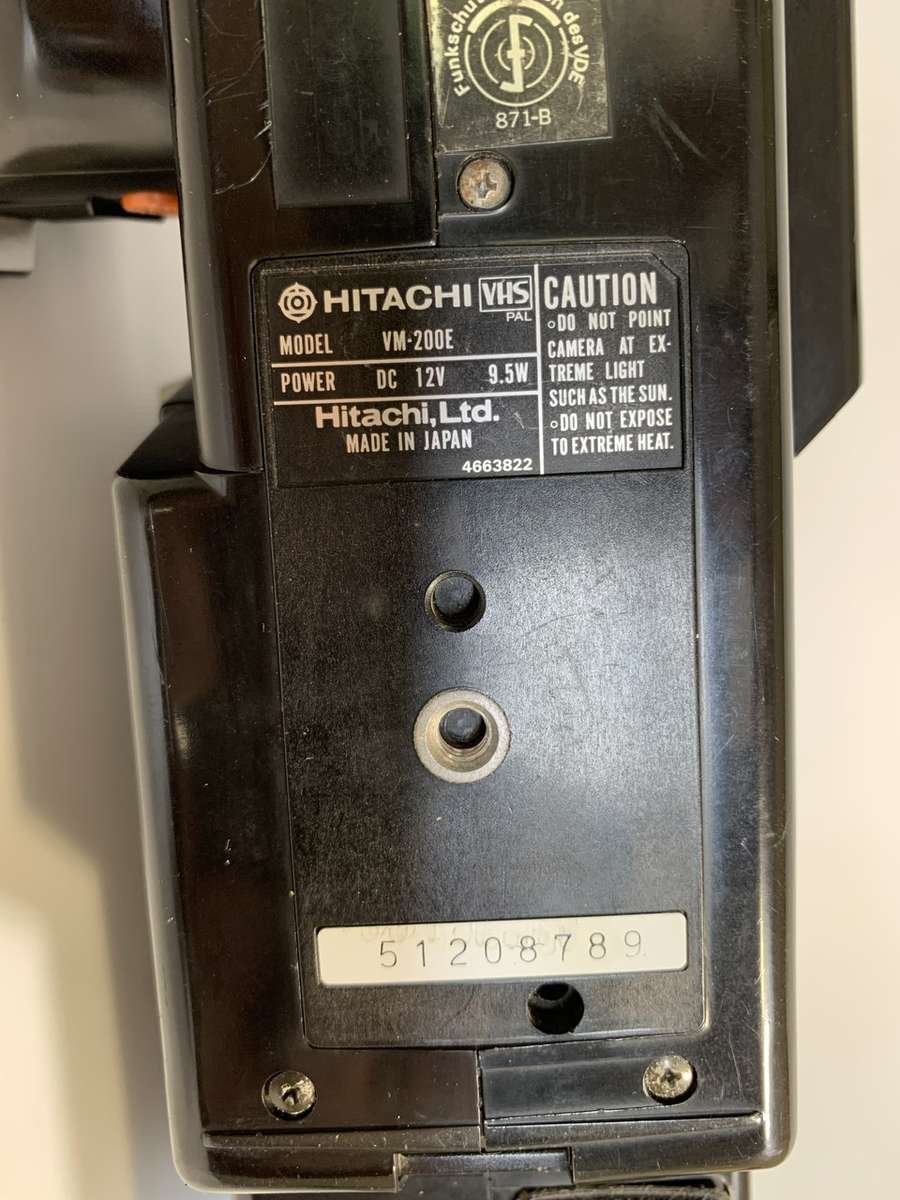 Funkschu en des VDE
871-B
HITACHI VHS
PAL
MODEL VM-200E
POWER DC 12V 9.5W
Hitachi, Ltd.
MADE IN JAPAN
4663822
CAUTION
○DO NOT POINT
CAMERA AT EX-
TREME LIGHT
SUCH AS THE SUN.
○DO NOT EXPOSE
TO EXTREME HEAT.
51208789